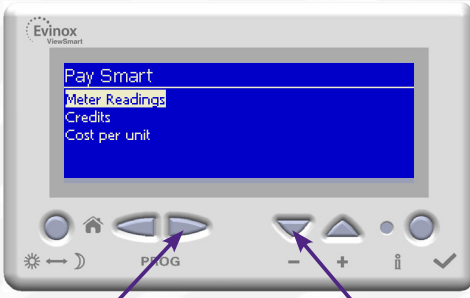 Evinox
ViewSmart
Pay Smart
Meter Readings
Credits
Cost per unit
PROG
− +
i